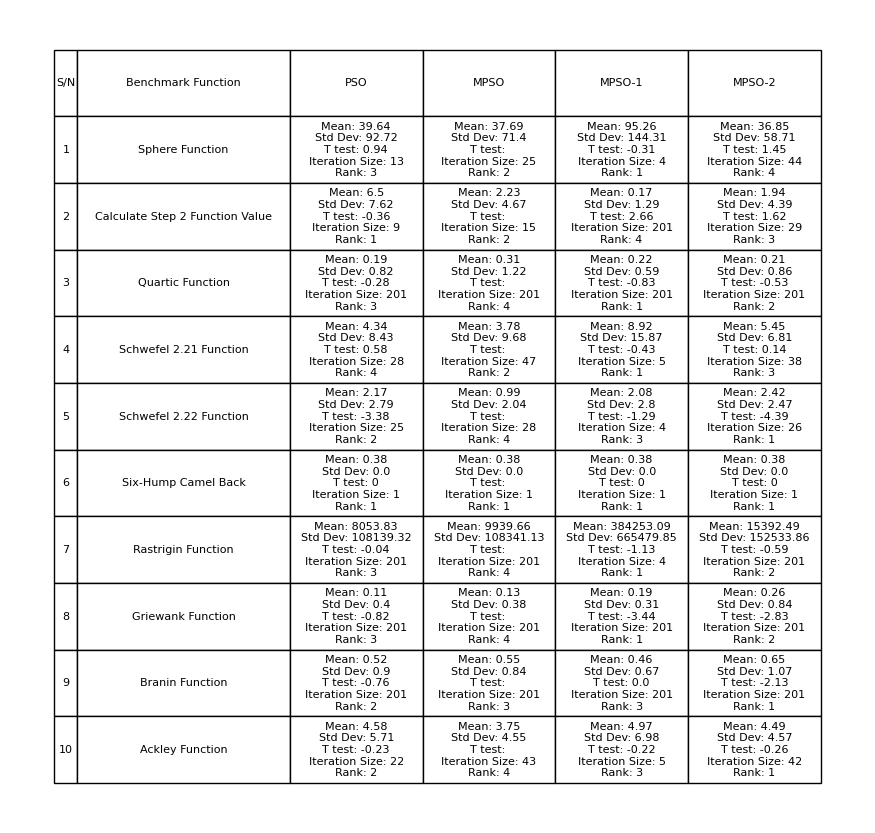 S/N Benchmark Function PSO MPSO MPSO-1 MPSO-2
Mean: 39.64 Mean: 37.69 Mean: 95.26 Mean: 36.85
Std Dev: 92.72 Std Dev: 71.4 Std Dev: 144.31 Std Dev: 58.71
1 Sphere Function T test: 0.94 T test: T test: -0.31 T test: 1.45
Iteration Size: 13 Iteration Size: 25 Iteration Size: 4 Iteration Size: 44
Rank: 3 Rank: 2 Rank: 1 Rank: 4
Mean: 6.5 Mean: 2.23 Mean: 0.17 Mean: 1.94
Std Dev: 7.62 Std Dev: 4.67 Std Dev: 1.29 Std Dev: 4.39
2 Calculate Step 2 Function Value T test: -0.36 T test: T test: 2.66 T test: 1.62
Iteration Size: 9 Iteration Size: 15 Iteration Size: 201 Iteration Size: 29
Rank: 1 Rank: 2 Rank: 4 Rank: 3
Mean: 0.19 Mean: 0.31 Mean: 0.22 Mean: 0.21
Std Dev: 0.82 Std Dev: 1.22 Std Dev: 0.59 Std Dev: 0.86
3 Quartic Function T test: -0.28 T test: T test: -0.83 T test: -0.53
Iteration Size: 201 Iteration Size: 201 Iteration Size: 201 Iteration Size: 201
Rank: 3 Rank: 4 Rank: 1 Rank: 2
Mean: 4.34 Mean: 3.78 Mean: 8.92 Mean: 5.45
Std Dev: 8.43 Std Dev: 9.68 Std Dev: 15.87 Std Dev: 6.81
4 Schwefel 2.21 Function T test: 0.58 T test: T test: -0.43 T test: 0.14
Iteration Size: 28 Iteration Size: 47 Iteration Size: 5 Iteration Size: 38
Rank: 4 Rank: 2 Rank: 1 Rank: 3
Mean: 2.17 Mean: 0.99 Mean: 2.08 Mean: 2.42
Std Dev: 2.79 Std Dev: 2.04 Std Dev: 2.8 Std Dev: 2.47
5 Schwefel 2.22 Function T test: -3.38 T test: T test: -1.29 T test: -4.39
Iteration Size: 25 Iteration Size: 28 Iteration Size: 4 Iteration Size: 26
Rank: 2 Rank: 4 Rank: 3 Rank: 1
Mean: 0.38 Mean: 0.38 Mean: 0.38 Mean: 0.38
Std Dev: 0.0 Std Dev: 0.0 Std Dev: 0.0 Std Dev: 0.0
6 Six-Hump Camel Back T test: 0 T test: T test: 0 T test: 0
Iteration Size: 1 Iteration Size: 1 Iteration Size: 1 Iteration Size: 1
Rank: 1 Rank: 1 Rank: 1 Rank: 1
Mean: 8053.83 Mean: 9939.66 Mean: 384253.09 Mean: 15392.49
Std Dev: 108139.32 Std Dev: 108341.13 Std Dev: 665479.85 Std Dev: 152533.86
7 Rastrigin Function T test: -0.04 T test: T test: -1.13 T test: -0.59
Iteration Size: 201 Iteration Size: 201 Iteration Size: 4 Iteration Size: 201
Rank: 3 Rank: 4 Rank: 1 Rank: 2
Mean: 0.11 Mean: 0.13 Mean: 0.19 Mean: 0.26
Std Dev: 0.4 Std Dev: 0.38 Std Dev: 0.31 Std Dev: 0.84
8 Griewank Function T test: -0.82 T test: T test: -3.44 T test: -2.83
Iteration Size: 201 Iteration Size: 201 Iteration Size: 201 Iteration Size: 201
Rank: 3 Rank: 4 Rank: 1 Rank: 2
Mean: 0.52 Mean: 0.55 Mean: 0.46 Mean: 0.65
Std Dev: 0.9 Std Dev: 0.84 Std Dev: 0.67 Std Dev: 1.07
9 Branin Function T test: -0.76 T test: T test: 0.0 T test: -2.13
Iteration Size: 201 Iteration Size: 201 Iteration Size: 201 Iteration Size: 201
Rank: 2 Rank: 3 Rank: 3 Rank: 1
Mean: 4.58 Mean: 3.75 Mean: 4.97 Mean: 4.49
Std Dev: 5.71 Std Dev: 4.55 Std Dev: 6.98 Std Dev: 4.57
10 Ackley Function T test: -0.23 T test: T test: -0.22 T test: -0.26
Iteration Size: 22 Iteration Size: 43 Iteration Size: 5 Iteration Size: 42
Rank: 2 Rank: 4 Rank: 3 Rank: 1